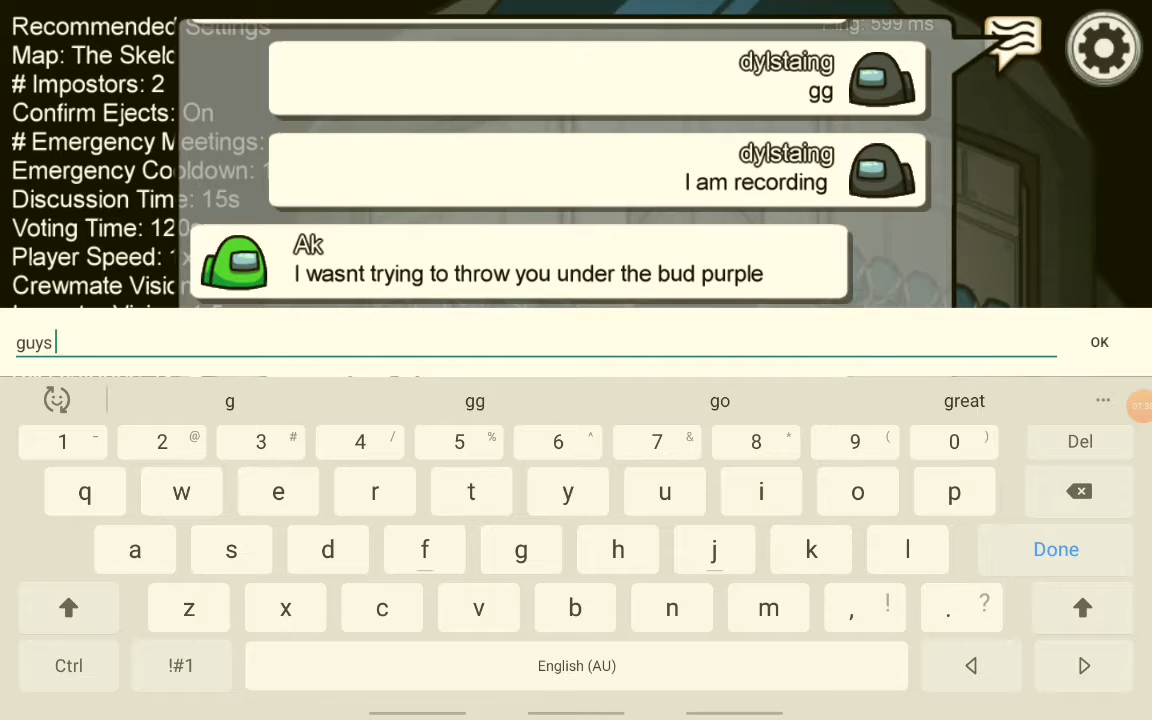 Recommended Settings
Map: The Skeld
# Impostors: 2
Confirm Ejects: On
# Emergency Meetings:
Emergency Cooldown: 1
Discussion Time: 15s
Voting Time: 120s
Player Speed: 1x
Crewmate Vision
Ping: 599 ms
dylstaing
gg
dylstaing
I am recording
Ak
I wasnt trying to throw you under the bud purple
guys
OK
g gg go great ...
1 - 2 @ 3 # 4 / 5 % 6 ^ 7 & 8 * 9 ( 0 ) Del
q w e r t y u i o p
a s d f g h j k l Done
z x c v b n m , ! . ?
Ctrl !#1 English (AU)